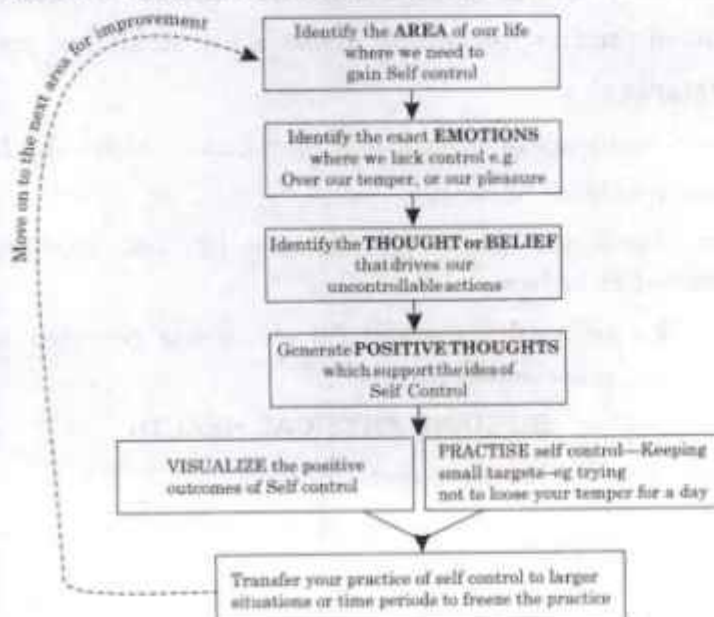 Move on to the next area for improvement
Identify the AREA of our life
where we need to
gain Self control
Identify the exact EMOTIONS
where we lack control e.g.
Over our temper, or our pleasure
Identify the THOUGHT or BELIEF
that drives our
uncontrollable actions
Generate POSITIVE THOUGHTS
which support the idea of
Self Control
VISUALIZE the positive
outcomes of Self control
PRACTISE self control—Keeping
small targets–eg trying
not to loose your temper for a day
Transfer your practice of self control to larger
situations or time periods to freeze the practice